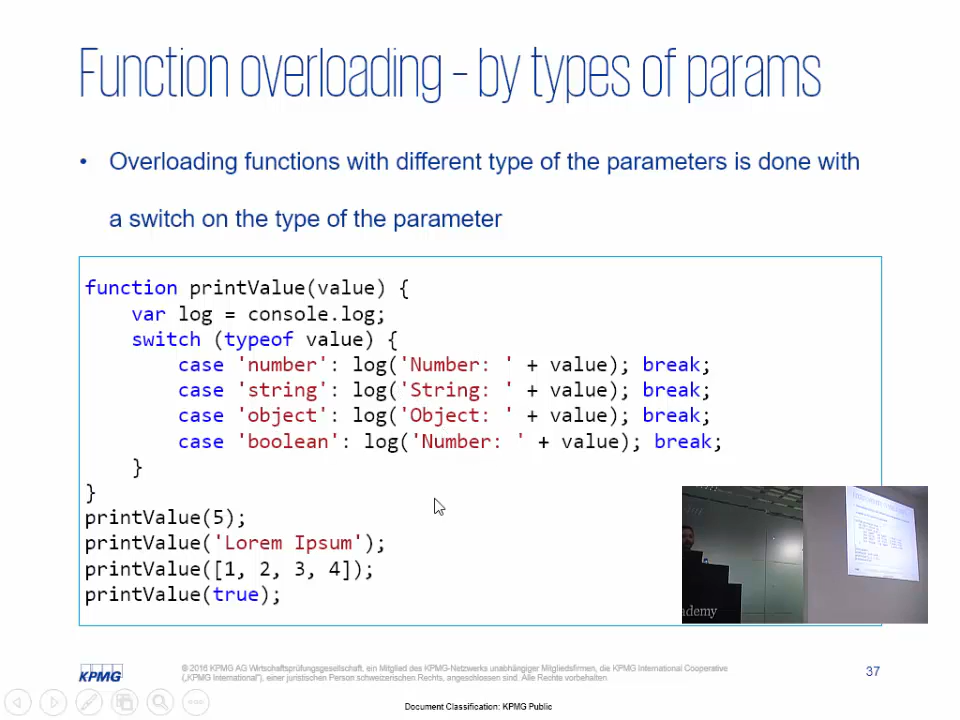 Function overloading – by types of params
• Overloading functions with different type of the parameters is done with
a switch on the type of the parameter
function printValue(value) {
    var log = console.log;
    switch (typeof value) {
        case 'number': log('Number: ' + value); break;
        case 'string': log('String: ' + value); break;
        case 'object': log('Object: ' + value); break;
        case 'boolean': log('Number: ' + value); break;
    }
}
printValue(5);
printValue('Lorem Ipsum');
printValue([1, 2, 3, 4]);
printValue(true);
ademy
KPMG
© 2016 KPMG AG Wirtschaftsprüfungsgesellschaft, ein Mitglied des KPMG-Netzwerks unabhängiger Mitgliedsfirmen, die KPMG International Cooperative
(„KPMG International“), einer juristischen Person schweizerischen Rechts, angeschlossen sind. Alle Rechte vorbehalten.
37
Document Classification: KPMG Public